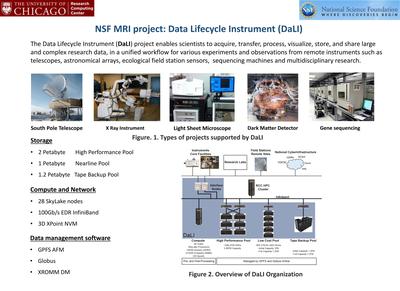 THE UNIVERSITY OF
CHICAGO
Research
Computing
Center
National Science Foundation
WHERE DISCOVERIES BEGIN
NSF MRI project: Data Lifecycle Instrument (DaLI)
The Data Lifecycle Instrument (DaLI) project enables scientists to acquire, transfer, process, visualize, store, and share large
and complex research data, in a unified workflow for various experiments and observations from remote instruments such as
telescopes, astronomical arrays, ecological field station sensors, sequencing machines and multidisciplinary research.
South Pole Telescope
X Ray Instrument
Light Sheet Microscope
Dark Matter Detector
Gene sequencing
Figure. 1. Types of projects supported by DaLI
Storage
• 2 Petabyte High Performance Pool
• 1 Petabyte Nearline Pool
• 1.2 Petabyte Tape Backup Pool
Compute and Network
• 28 SkyLake nodes
• 100Gb/s EDR InfiniBand
• 3D XPoint NVM
Data management software
• GPFS AFM
• Globus
• XROMM DM
Instruments
Core Facilities
Research Labs
Field Stations
Remote Sites
National Cyberinfrastructure
Interface
Nodes
RCC HPC
Cluster
Infiniband
DaLI
Compute
High Performance Pool
Low Cost Pool
Tape Backup Pool
Figure 2. Overview of DaLI Organization